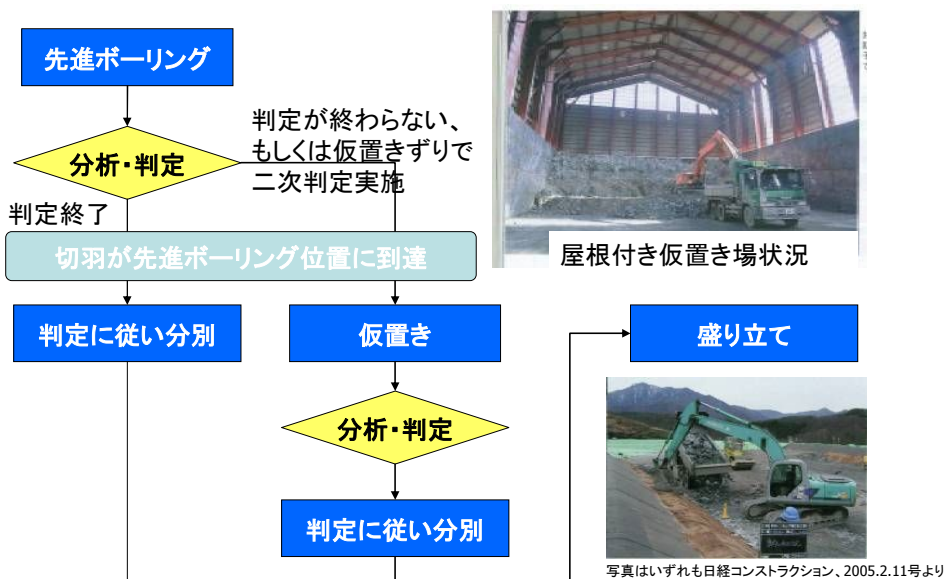 先進ボーリング
分析・判定
判定が終わらない、
もしくは仮置きずりで
二次判定実施
判定終了
切羽が先進ボーリング位置に到達
屋根付き仮置き場状況
判定に従い分別
仮置き
盛り立て
分析・判定
判定に従い分別
写真はいずれも日経コンストラクション、2005.2.11号より